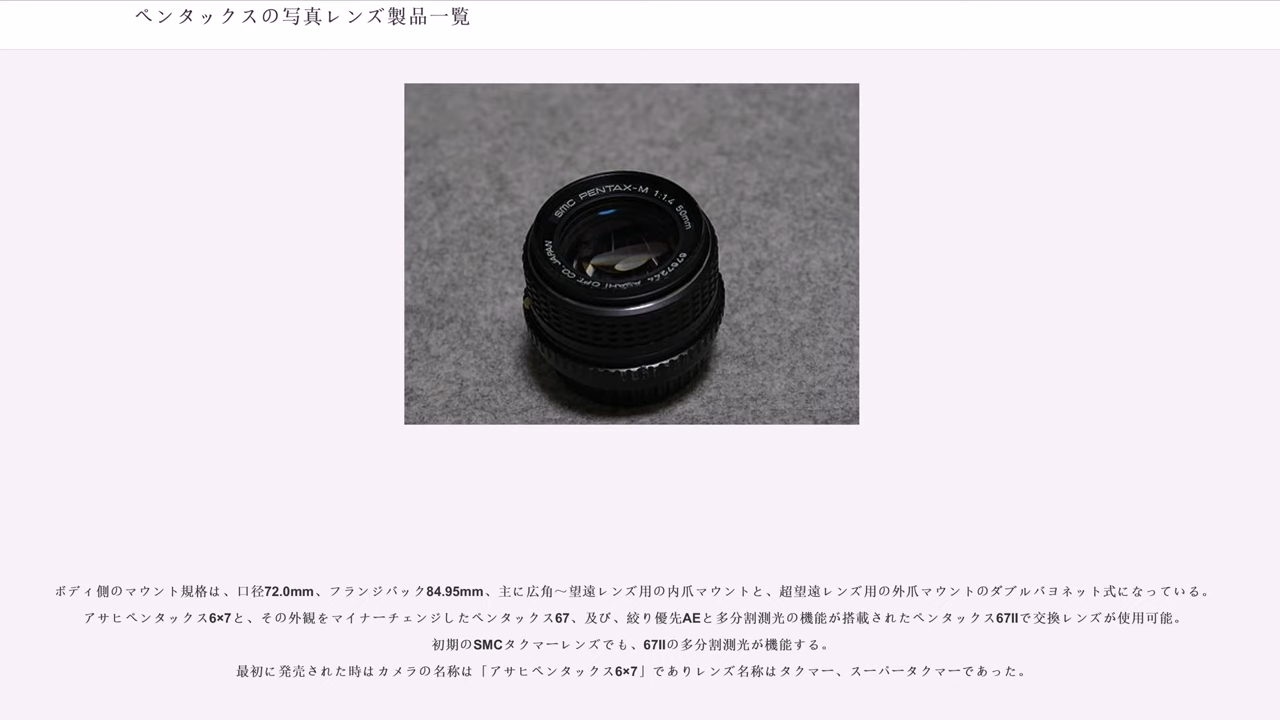 ペンタックスの写真レンズ製品一覧
SMC PENTAX-M 1:1.4 50mm
ASAHI OPT. CO., JAPAN
ボディ側のマウント規格は、口径72.0mm、フランジバック84.95mm、主に広角～望遠レンズ用の内爪マウントと、超望遠レンズ用の外爪マウントのダブルバヨネット式になっている。
アサヒペンタックス6×7と、その外観をマイナーチェンジしたペンタックス67、及び、絞り優先AEと多分割測光の機能が搭載されたペンタックス67IIで交換レンズが使用可能。
初期のSMCタクマーレンズでも、67IIの多分割測光が機能する。
最初に発売された時はカメラの名称は「アサヒペンタックス6×7」でありレンズ名称はタクマー、スーパータクマーであった。